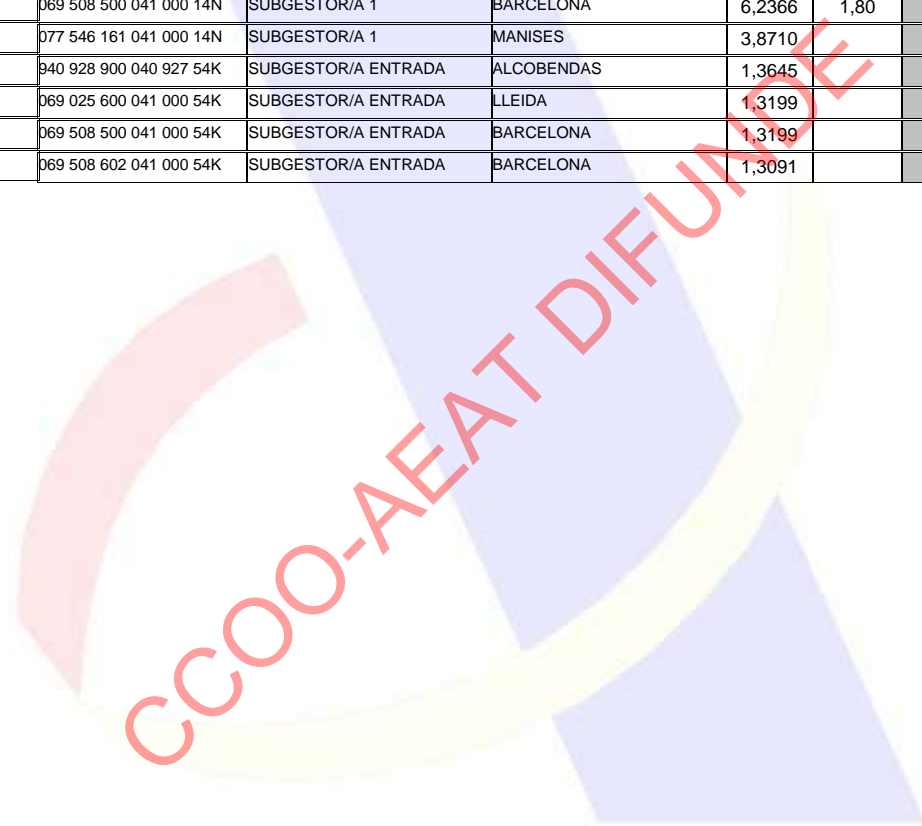 069 508 500 041 000 14N SUBGESTOR/A 1 BARCELONA 6,2366 1,80
077 546 161 041 000 14N SUBGESTOR/A 1 MANISES 3,8710
940 928 900 040 927 54K SUBGESTOR/A ENTRADA ALCOBENDAS 1,3645
069 025 600 041 000 54K SUBGESTOR/A ENTRADA LLEIDA 1,3199
069 508 500 041 000 54K SUBGESTOR/A ENTRADA BARCELONA 1,3199
069 508 602 041 000 54K SUBGESTOR/A ENTRADA BARCELONA 1,3091
CCOO-AEAT DIFUNDE